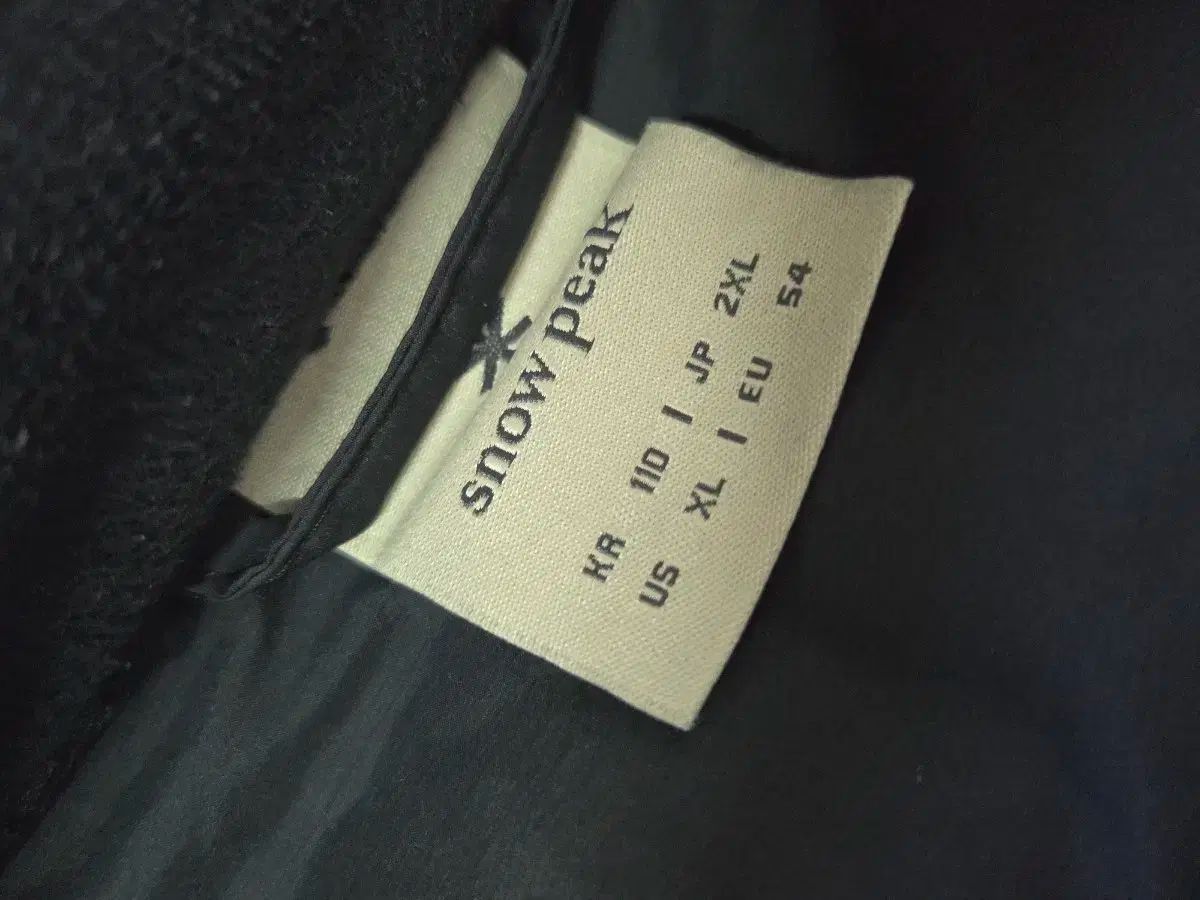 snow peak
KR 110 | JP 2XL
US XL | EU 54